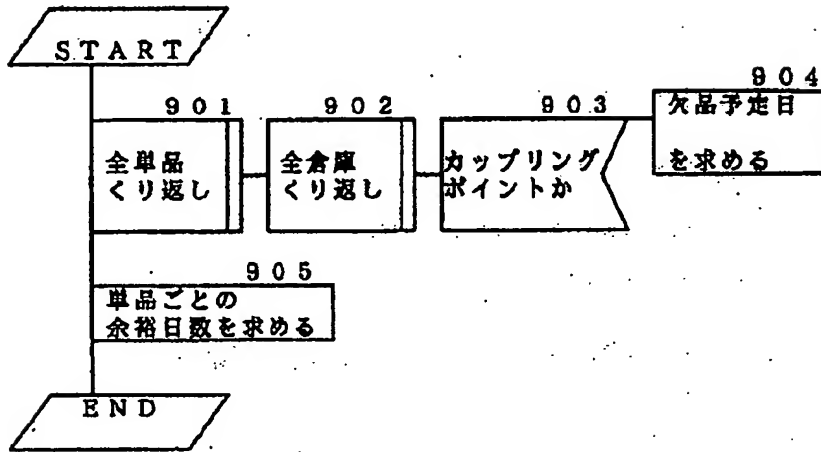 START
901
全単品
くり返し
902
全倉庫
くり返し
903
カップリング
ポイントか
904
欠品予定日
を求める
905
単品ごとの
余裕日数を求める
END